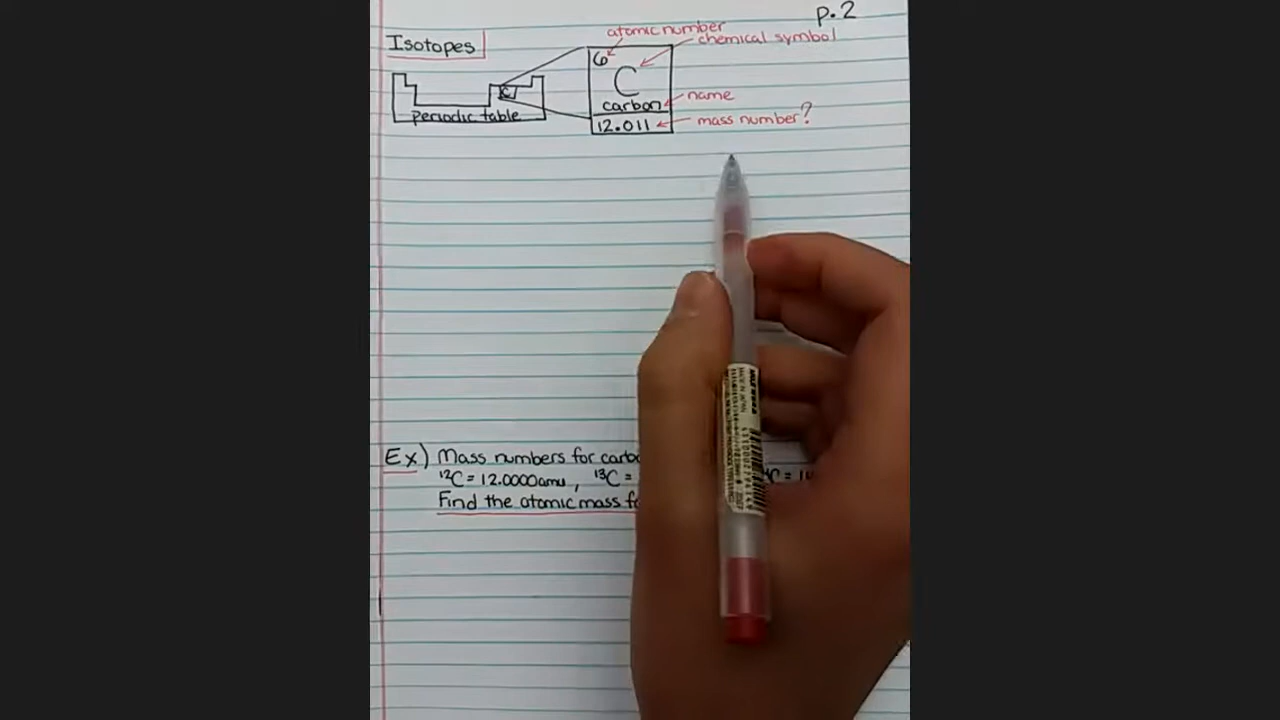 p.2
Isotopes
atomic number
chemical symbol
6
C
C
carbon
name
periodic table
12.011
mass number?
Ex) Mass numbers for
¹²C = 12.0000amu, ¹³C =
Find the atomic mass